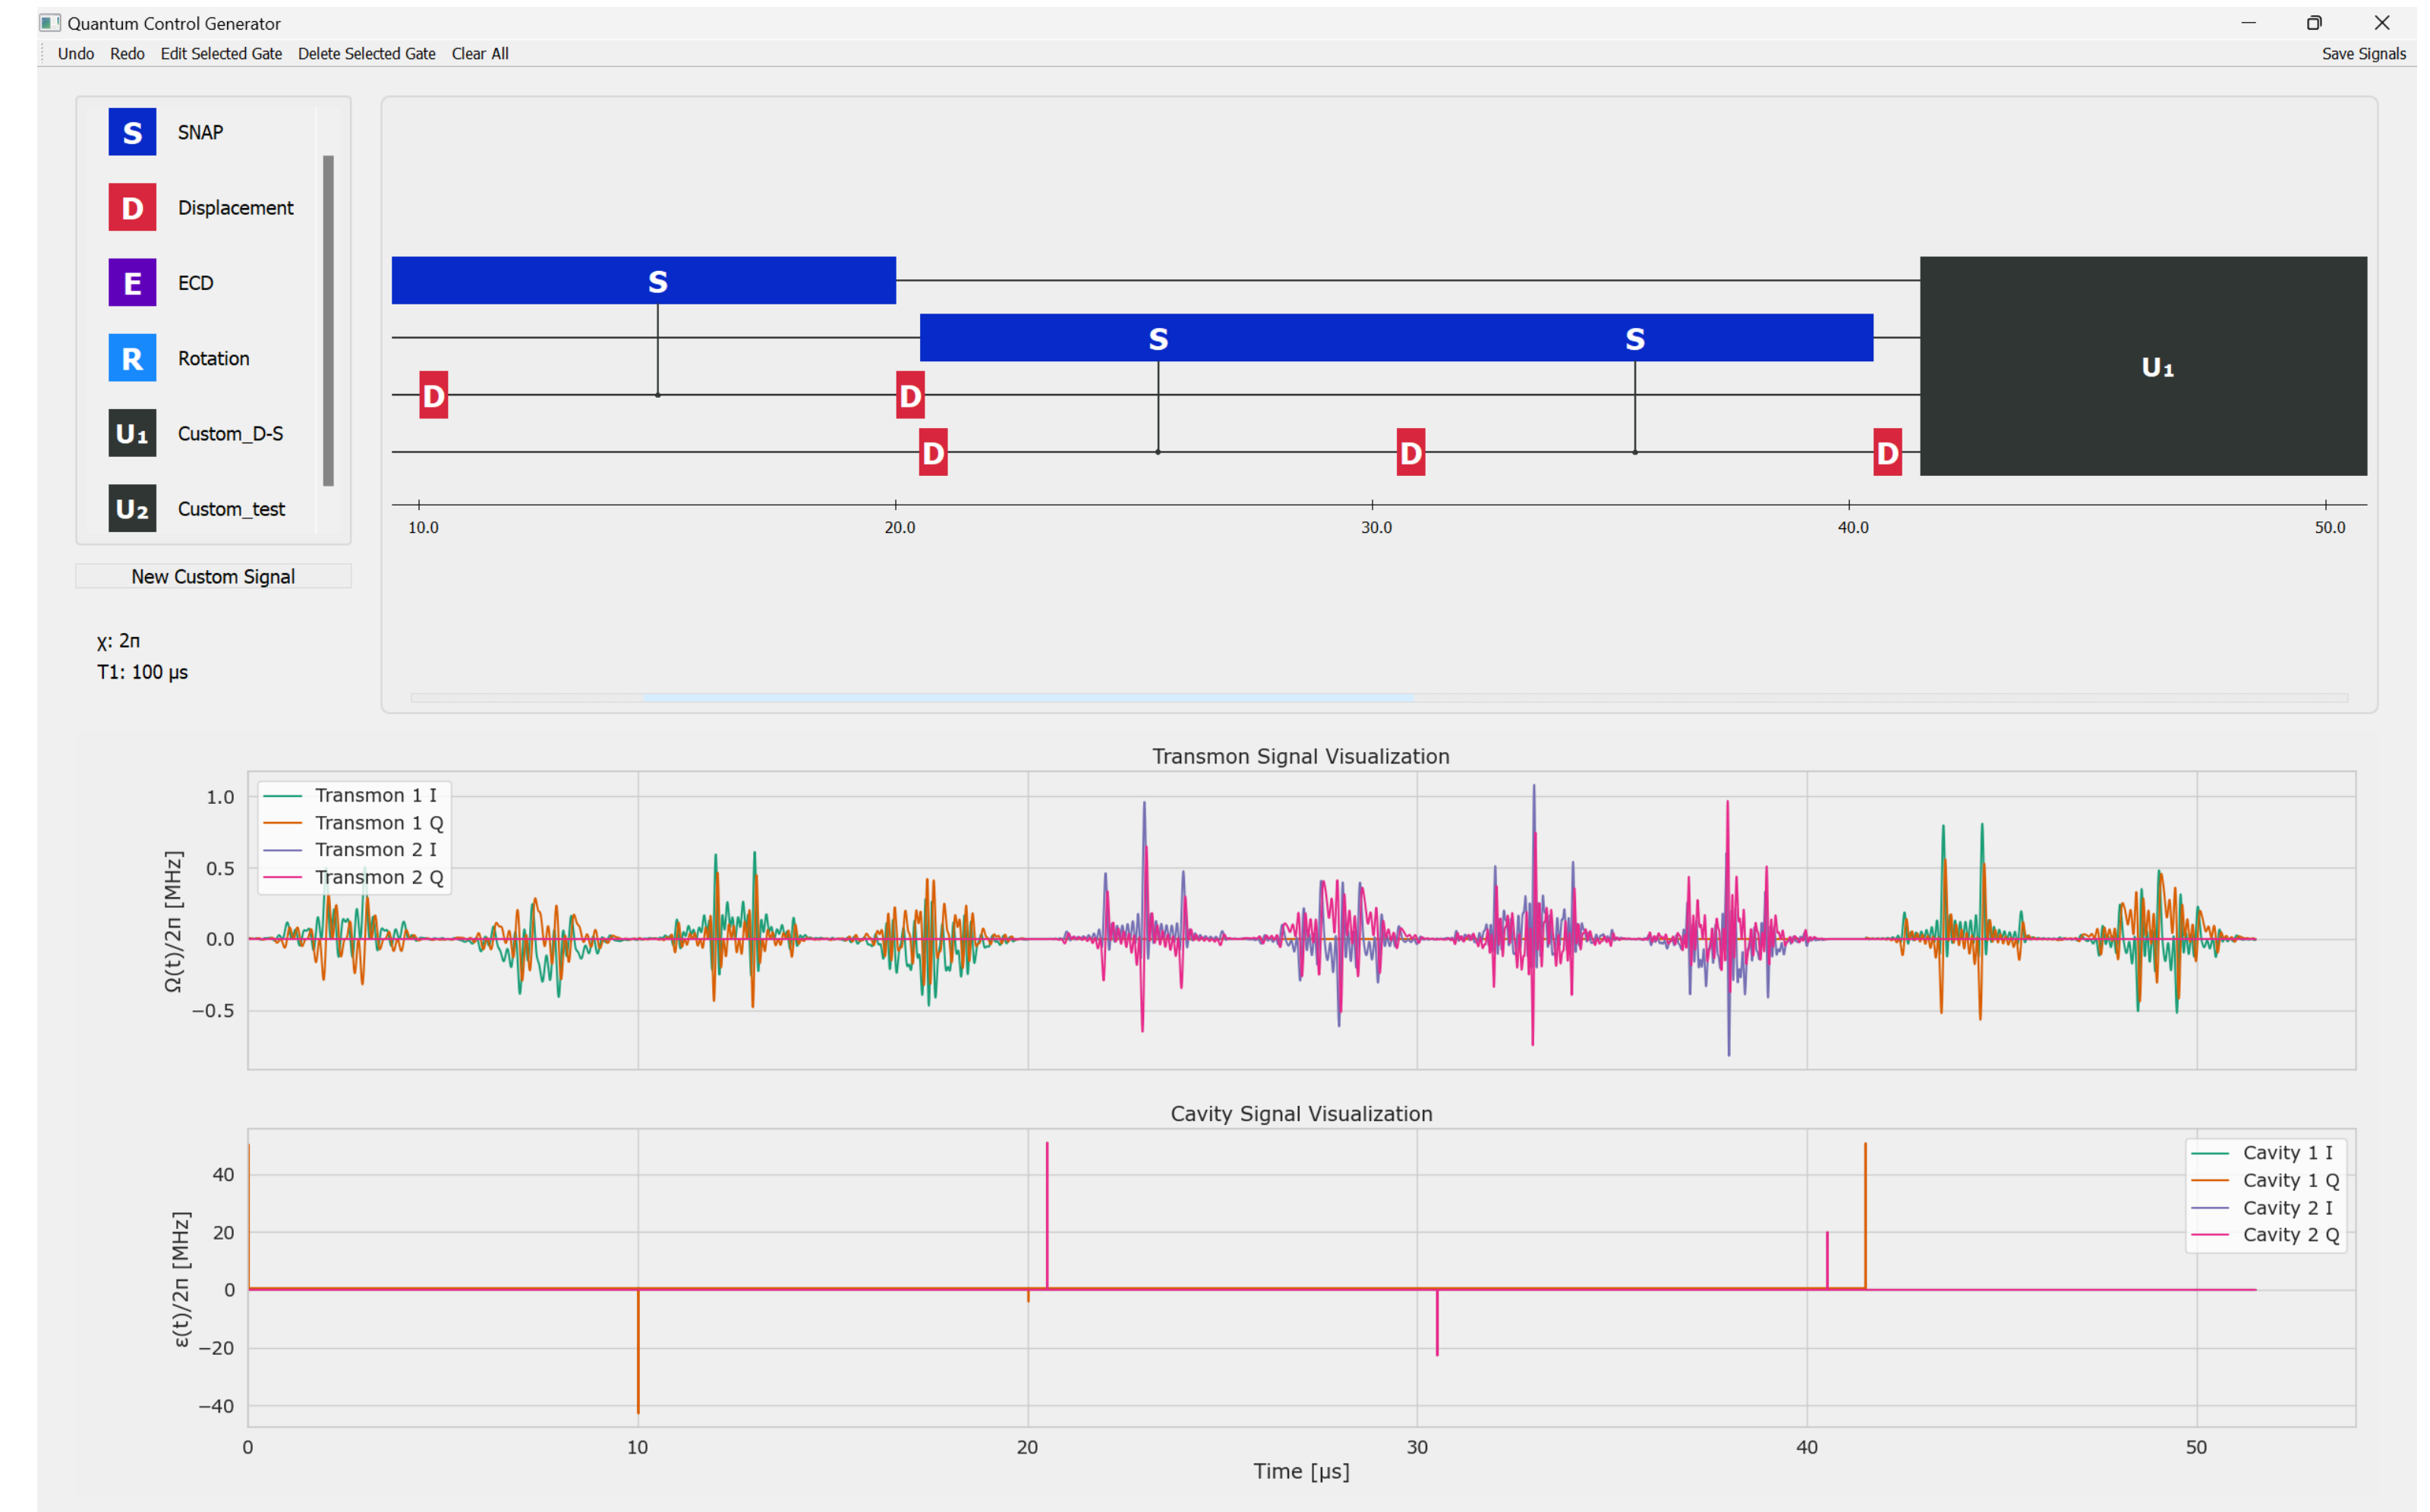 Quantum Control Generator
Undo Redo Edit Selected Gate Delete Selected Gate Clear All Save Signals
S SNAP
D Displacement
E ECD
R Rotation
U₁ Custom_D-S
U₂ Custom_test
New Custom Signal
χ: 2π
T1: 100 μs
S
S S
U₁
D D
D D D
10.0 20.0 30.0 40.0 50.0
Transmon Signal Visualization
Ω(t)/2π [MHz]
1.0
0.5
0.0
−0.5
Transmon 1 I
Transmon 1 Q
Transmon 2 I
Transmon 2 Q
Cavity Signal Visualization
ε(t)/2π [MHz]
40
20
0
−20
−40
Cavity 1 I
Cavity 1 Q
Cavity 2 I
Cavity 2 Q
0 10 20 30 40 50
Time [μs]